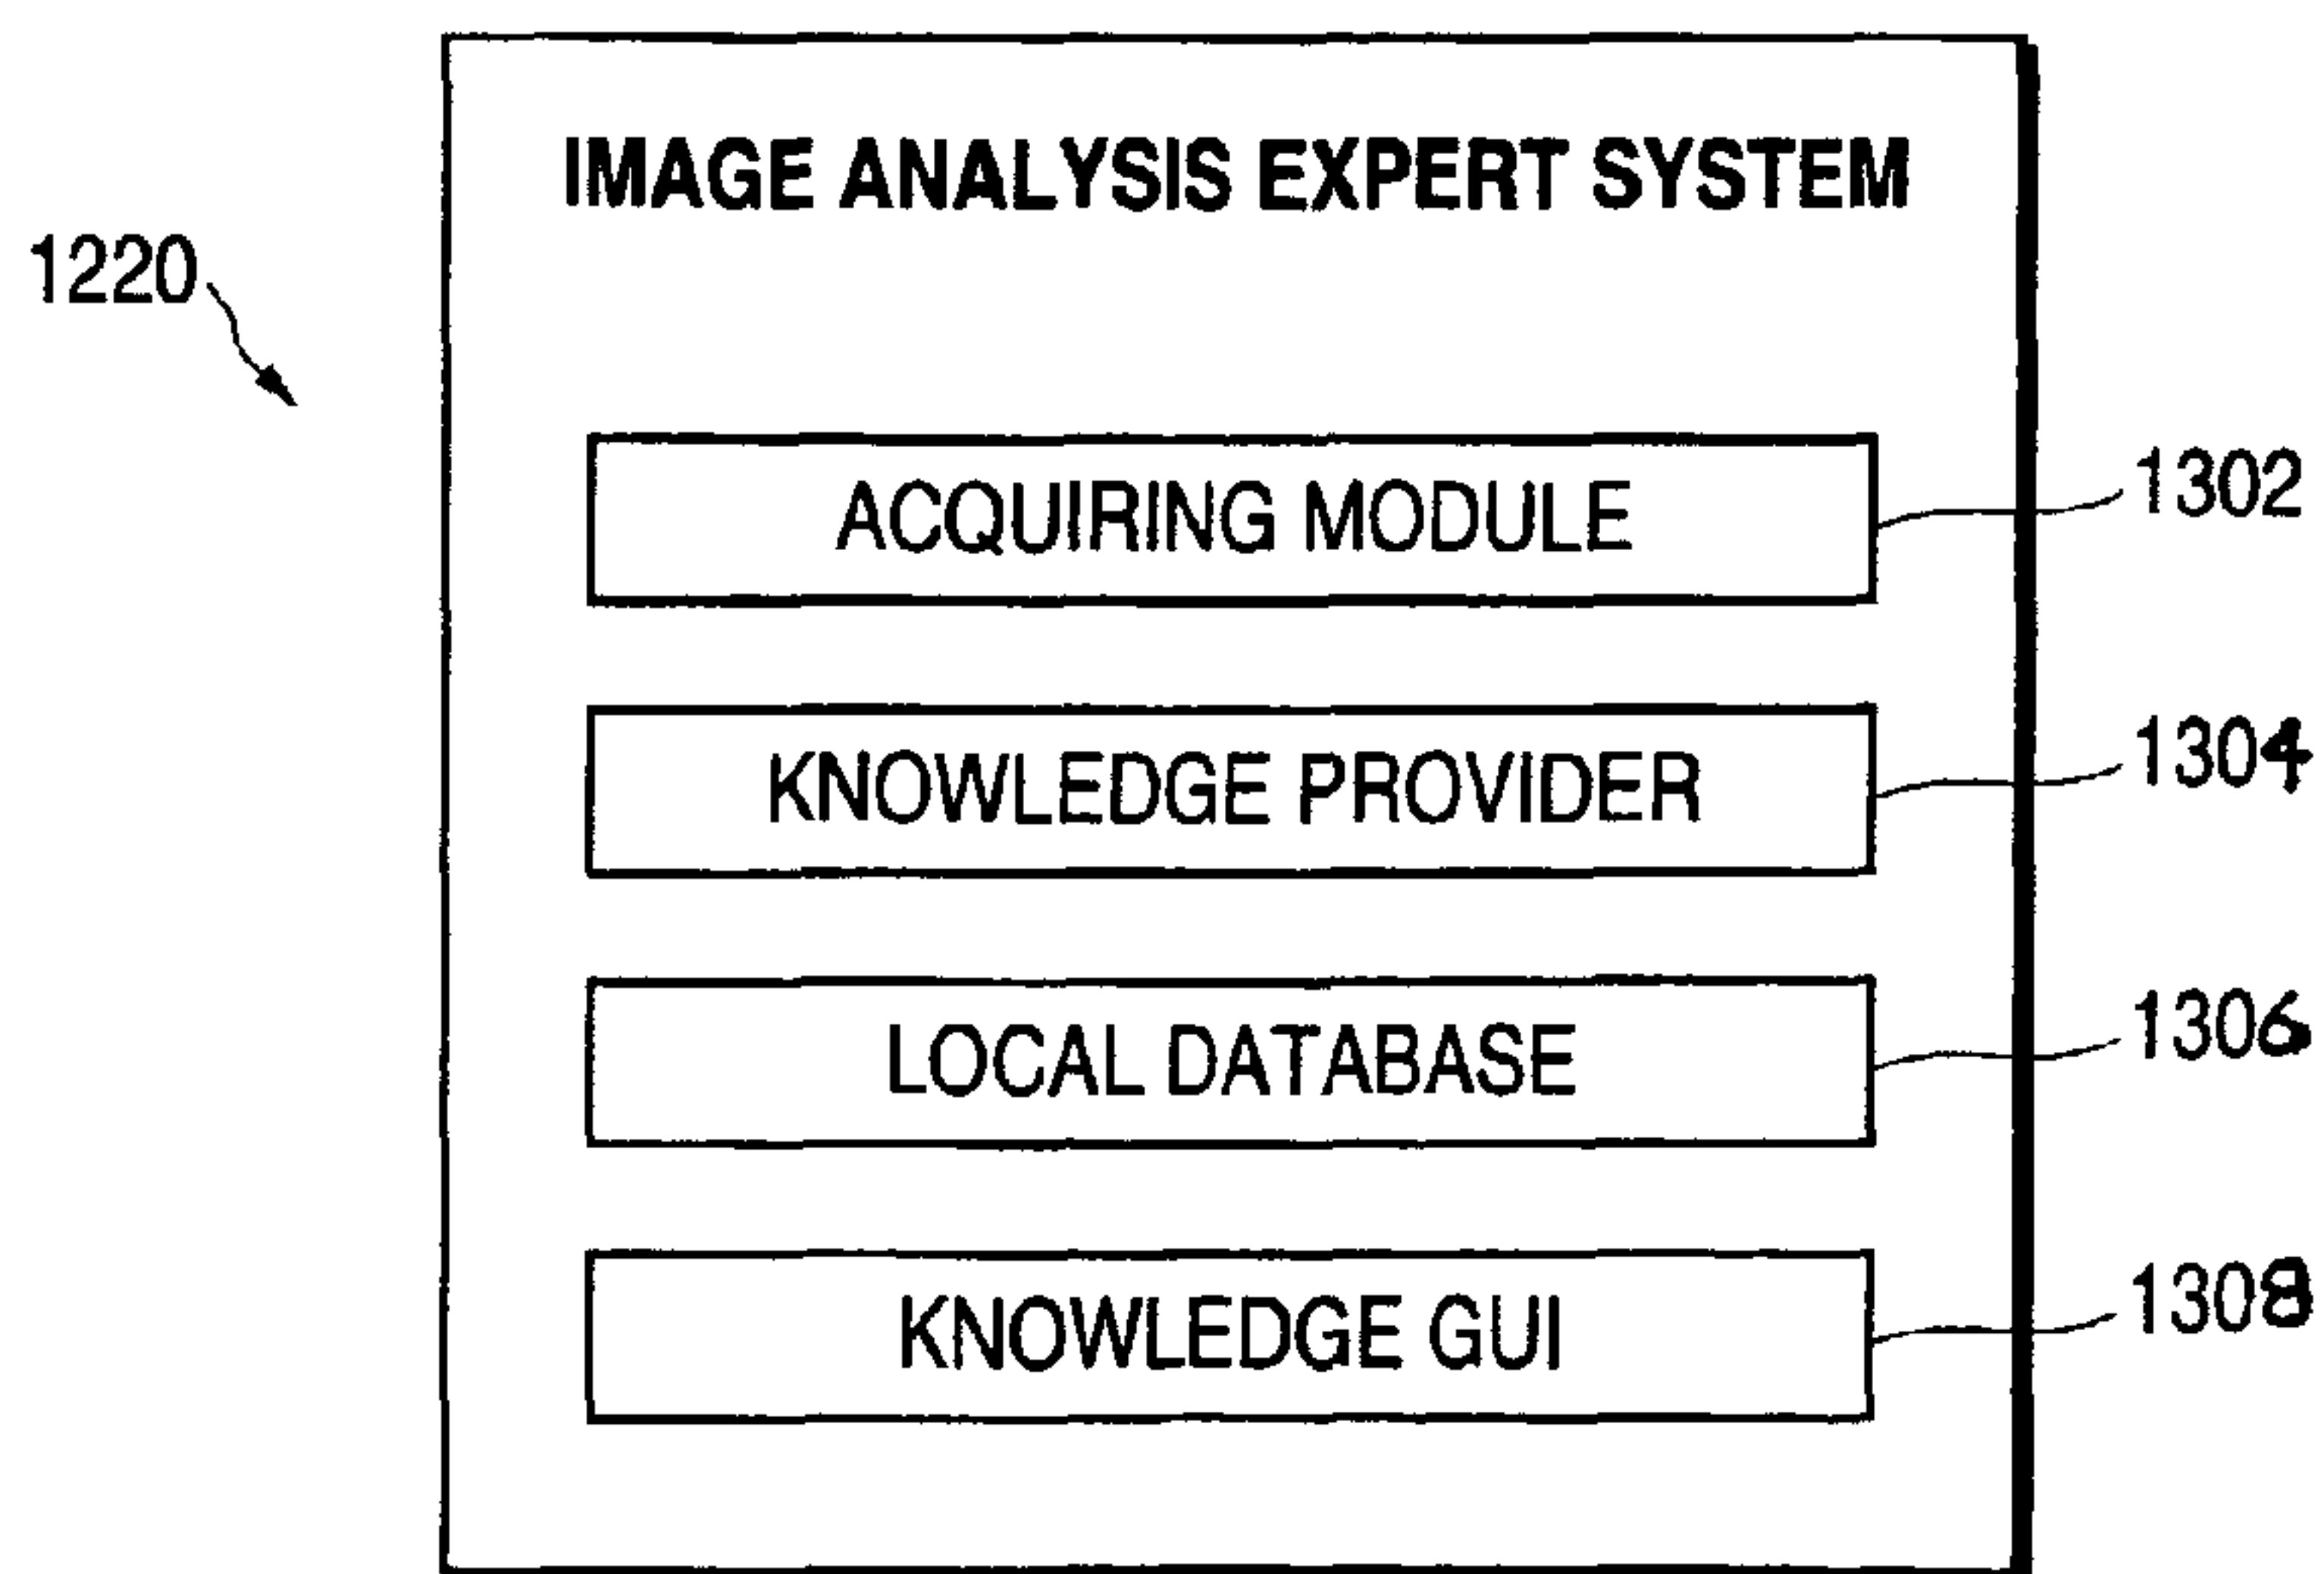 IMAGE ANALYSIS EXPERT SYSTEM
1220
ACQUIRING MODULE
1302
KNOWLEDGE PROVIDER
1304
LOCAL DATABASE
1306
KNOWLEDGE GUI
1308